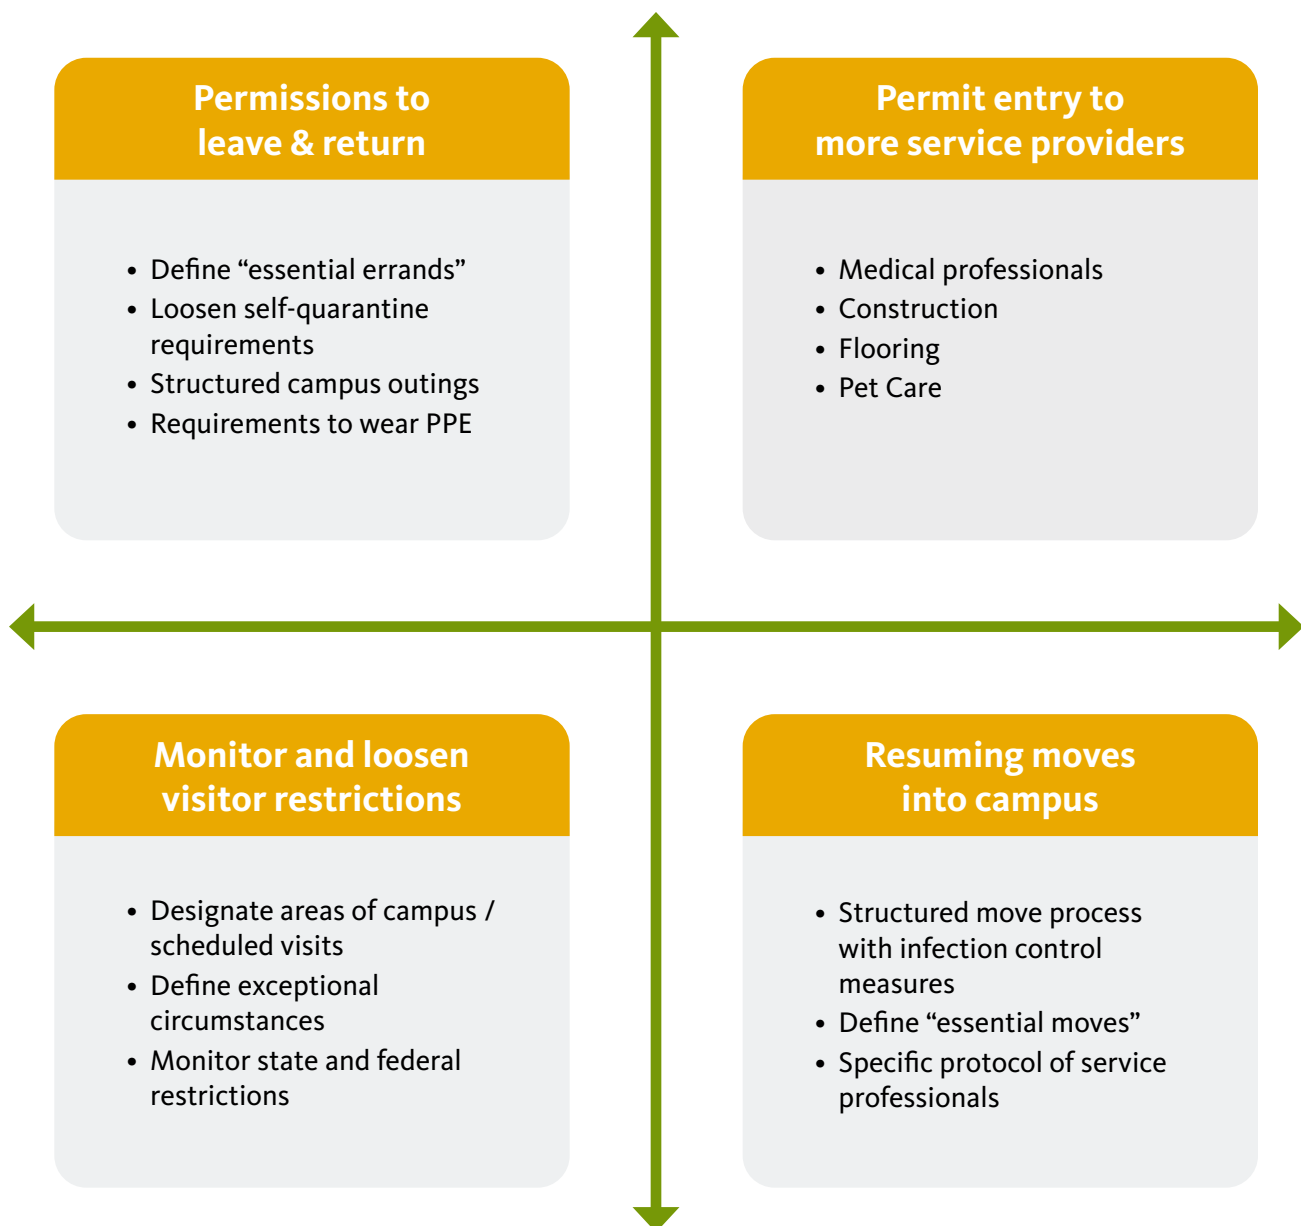 Permissions to
leave & return
• Define “essential errands”
• Loosen self-quarantine
requirements
• Structured campus outings
• Requirements to wear PPE
Permit entry to
more service providers
• Medical professionals
• Construction
• Flooring
• Pet Care
Monitor and loosen
visitor restrictions
• Designate areas of campus /
scheduled visits
• Define exceptional
circumstances
• Monitor state and federal
restrictions
Resuming moves
into campus
• Structured move process
with infection control
measures
• Define “essential moves”
• Specific protocol of service
professionals